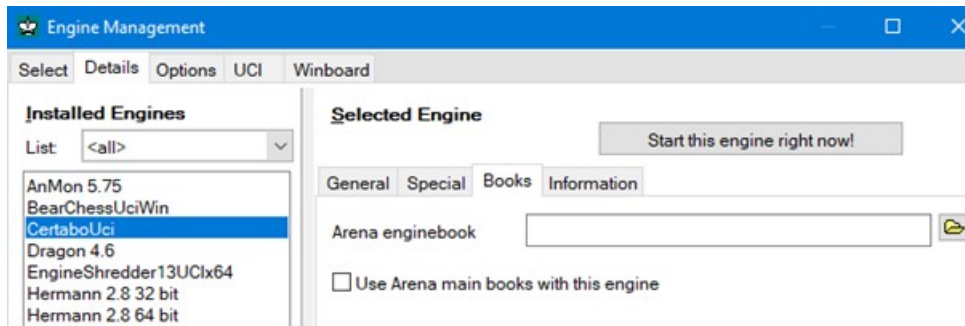 Engine Management
Select Details Options UCI Winboard
Installed Engines
List: <all>
AnMon 5.75
BearChessUciWin
CertaboUci
Dragon 4.6
EngineShredder13UCIx64
Hermann 2.8 32 bit
Hermann 2.8 64 bit
Selected Engine
Start this engine right now!
General Special Books Information
Arena enginebook
Use Arena main books with this engine